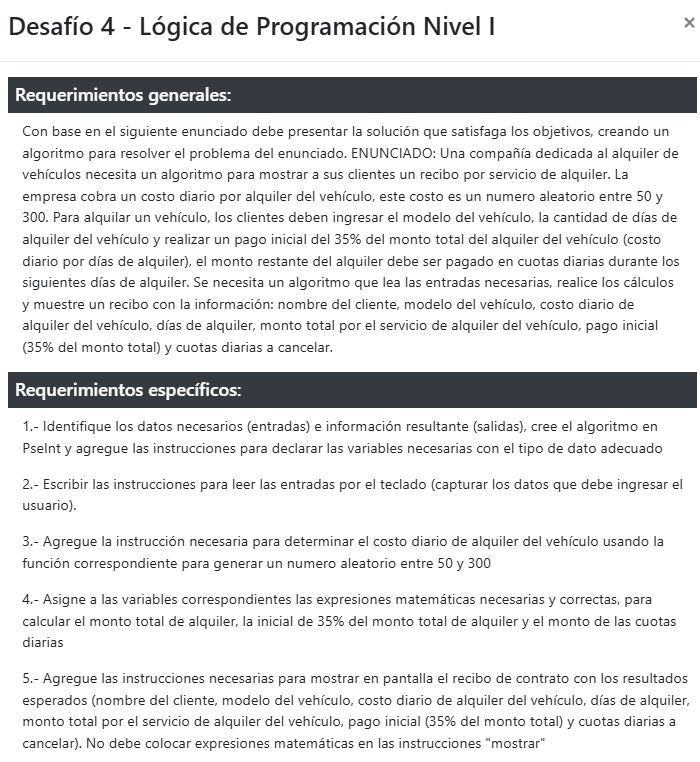 Desafío 4 - Lógica de Programación Nivel I
×
Requerimientos generales:
Con base en el siguiente enunciado debe presentar la solución que satisfaga los objetivos, creando un
algoritmo para resolver el problema del enunciado. ENUNCIADO: Una compañía dedicada al alquiler de
vehículos necesita un algoritmo para mostrar a sus clientes un recibo por servicio de alquiler. La
empresa cobra un costo diario por alquiler del vehículo, este costo es un numero aleatorio entre 50 y
300. Para alquilar un vehículo, los clientes deben ingresar el modelo del vehículo, la cantidad de días de
alquiler del vehículo y realizar un pago inicial del 35% del monto total del alquiler del vehículo (costo
diario por días de alquiler), el monto restante del alquiler debe ser pagado en cuotas diarias durante los
siguientes días de alquiler. Se necesita un algoritmo que lea las entradas necesarias, realice los cálculos
y muestre un recibo con la información: nombre del cliente, modelo del vehículo, costo diario de
alquiler del vehículo, días de alquiler, monto total por el servicio de alquiler del vehículo, pago inicial
(35% del monto total) y cuotas diarias a cancelar.
Requerimientos específicos:
1.- Identifique los datos necesarios (entradas) e información resultante (salidas), cree el algoritmo en
PseInt y agregue las instrucciones para declarar las variables necesarias con el tipo de dato adecuado
2.- Escribir las instrucciones para leer las entradas por el teclado (capturar los datos que debe ingresar el
usuario).
3.- Agregue la instrucción necesaria para determinar el costo diario de alquiler del vehículo usando la
función correspondiente para generar un numero aleatorio entre 50 y 300
4.- Asigne a las variables correspondientes las expresiones matemáticas necesarias y correctas, para
calcular el monto total de alquiler, la inicial de 35% del monto total de alquiler y el monto de las cuotas
diarias
5.- Agregue las instrucciones necesarias para mostrar en pantalla el recibo de contrato con los resultados
esperados (nombre del cliente, modelo del vehículo, costo diario de alquiler del vehículo, días de alquiler,
monto total por el servicio de alquiler del vehículo, pago inicial (35% del monto total) y cuotas diarias a
cancelar). No debe colocar expresiones matemáticas en las instrucciones "mostrar"